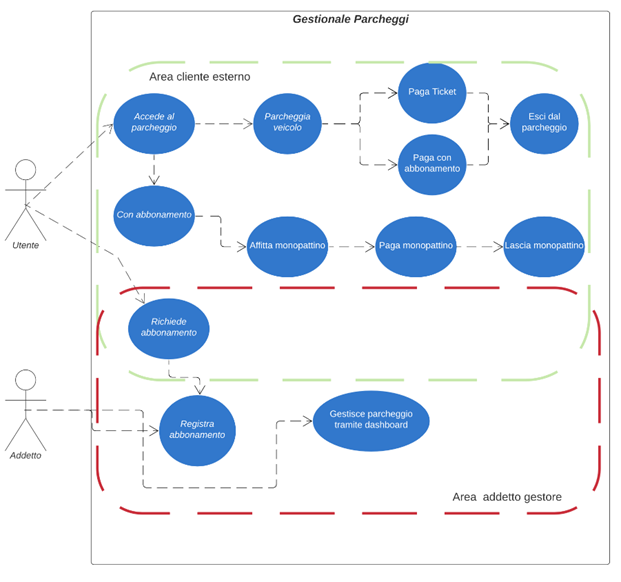 Gestionale Parcheggi
Area cliente esterno
Accede al
parcheggio
Parcheggia
veicolo
Paga Ticket
Paga con
abbonamento
Esci dal
parcheggio
Utente
Con abbonamento
Affitta monopattino
Paga monopattino
Lascia monopattino
Richiede
abbonamento
Addetto
Registra
abbonamento
Gestisce parcheggio
tramite dashboard
Area addetto gestore